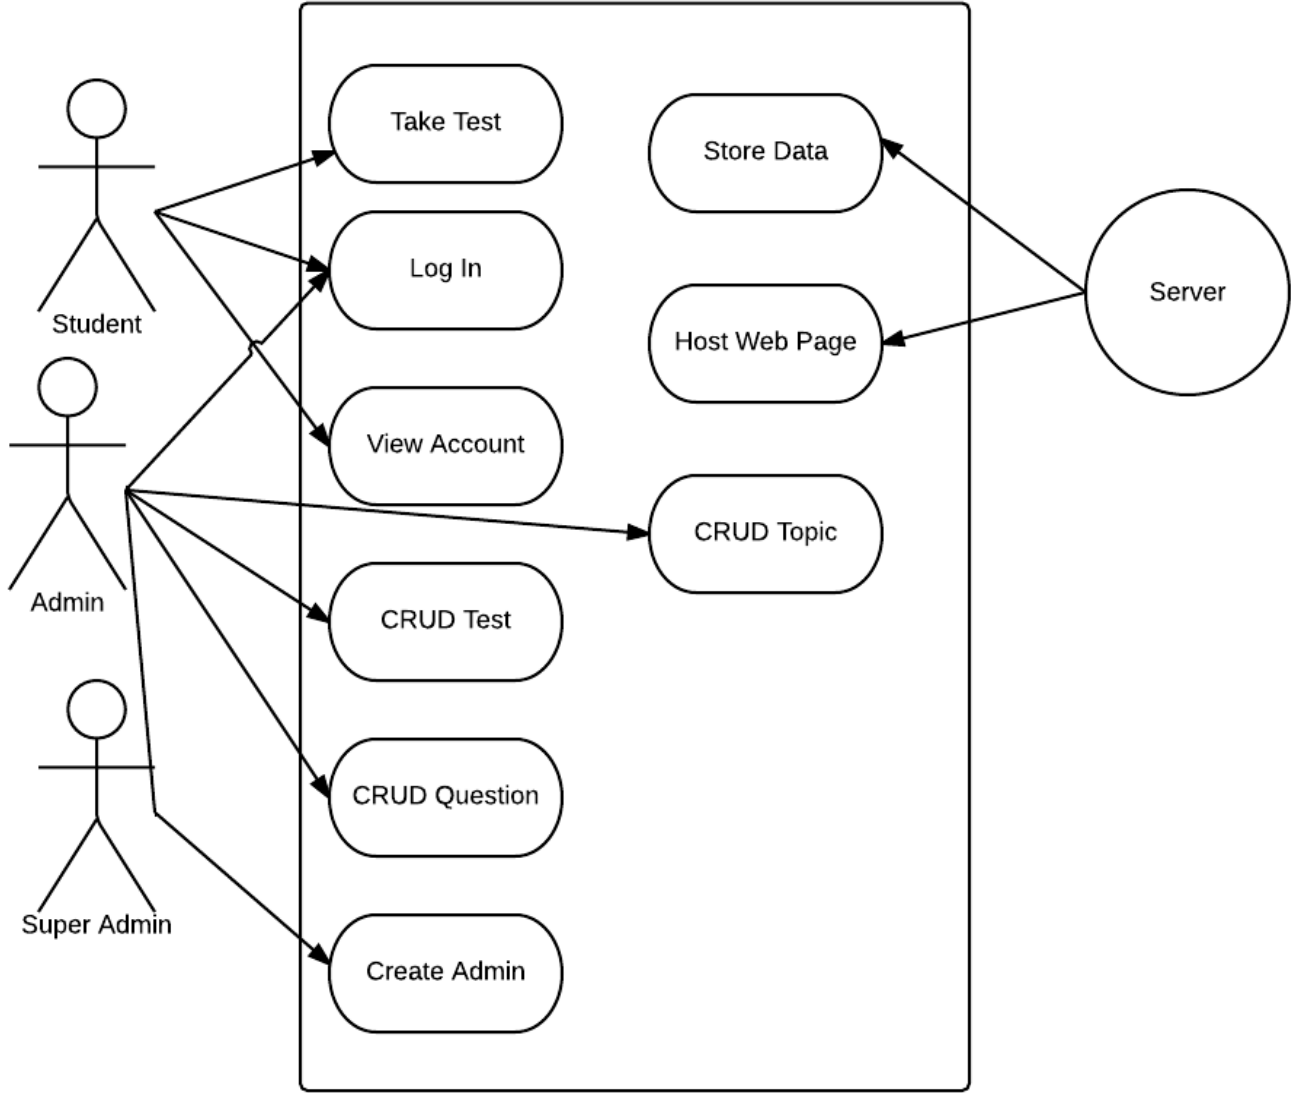 Take Test
Store Data
Log In
Server
Student
Host Web Page
View Account
CRUD Topic
Admin
CRUD Test
CRUD Question
Super Admin
Create Admin